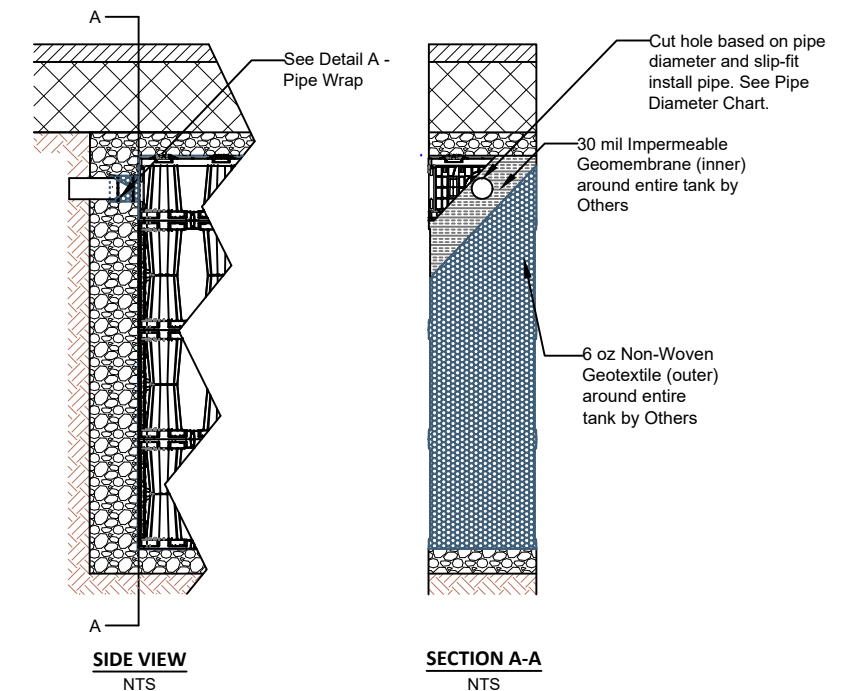 A
See Detail A -
Pipe Wrap
A
SIDE VIEW
NTS
Cut hole based on pipe
diameter and slip-fit
install pipe. See Pipe
Diameter Chart.
30 mil Impermeable
Geomembrane (inner)
around entire tank by
Others
6 oz Non-Woven
Geotextile (outer)
around entire
tank by Others
SECTION A-A
NTS